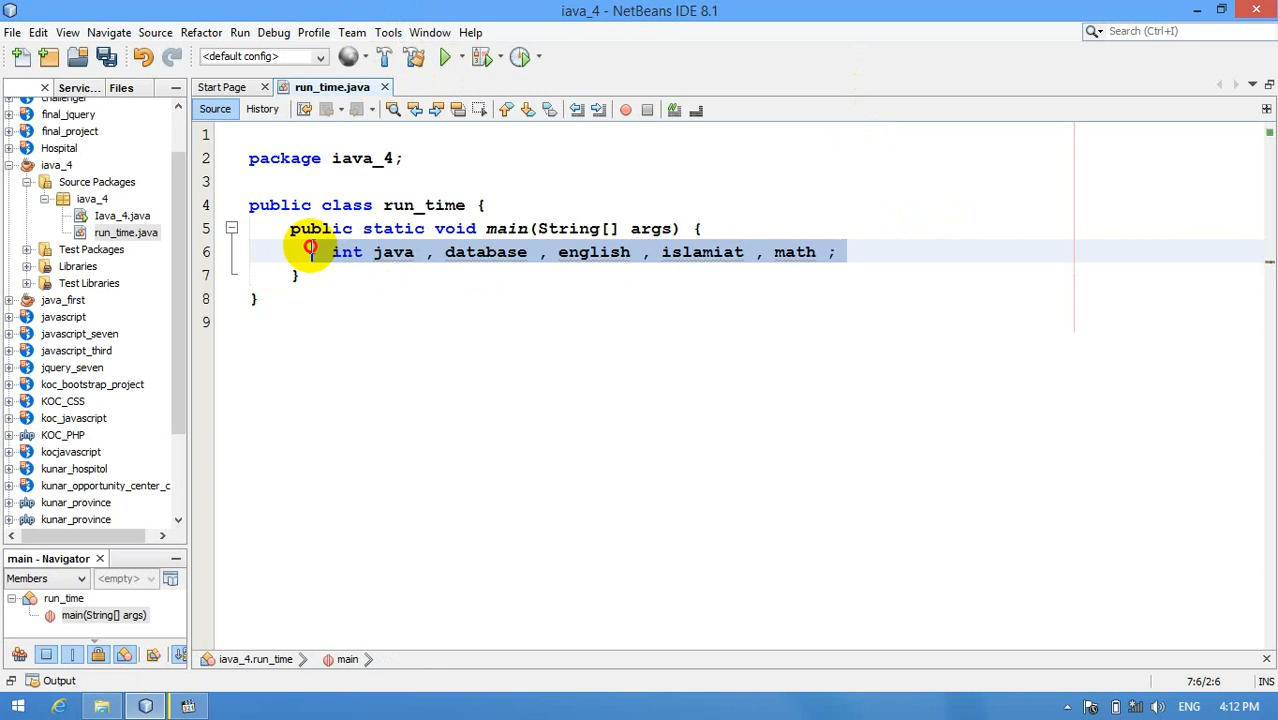 iava_4 - NetBeans IDE 8.1
File Edit View Navigate Source Refactor Run Debug Profile Team Tools Window Help
Search (Ctrl+I)
<default config>
Servic... Files
Start Page
run_time.java
Source History
challenger
final_jquery
final_project
Hospital
iava_4
Source Packages
iava_4
Iava_4.java
run_time.java
Test Packages
Libraries
Test Libraries
java_first
javascript
javascript_seven
javascript_third
jquery_seven
koc_bootstrap_project
KOC_CSS
koc_javascript
KOC_PHP
kocjavascript
kunar_hospitol
kunar_opportunity_center_c
kunar_province
kunar_province
1
2 package iava_4;
3
4 public class run_time {
5 public static void main(String[] args) {
6 int java , database , english , islamiat , math ;
7 }
8 }
9
main - Navigator
Members <empty>
run_time
main(String[] args)
iava_4.run_time main
Output
7:6/2:6 INS
ENG 4:12 PM